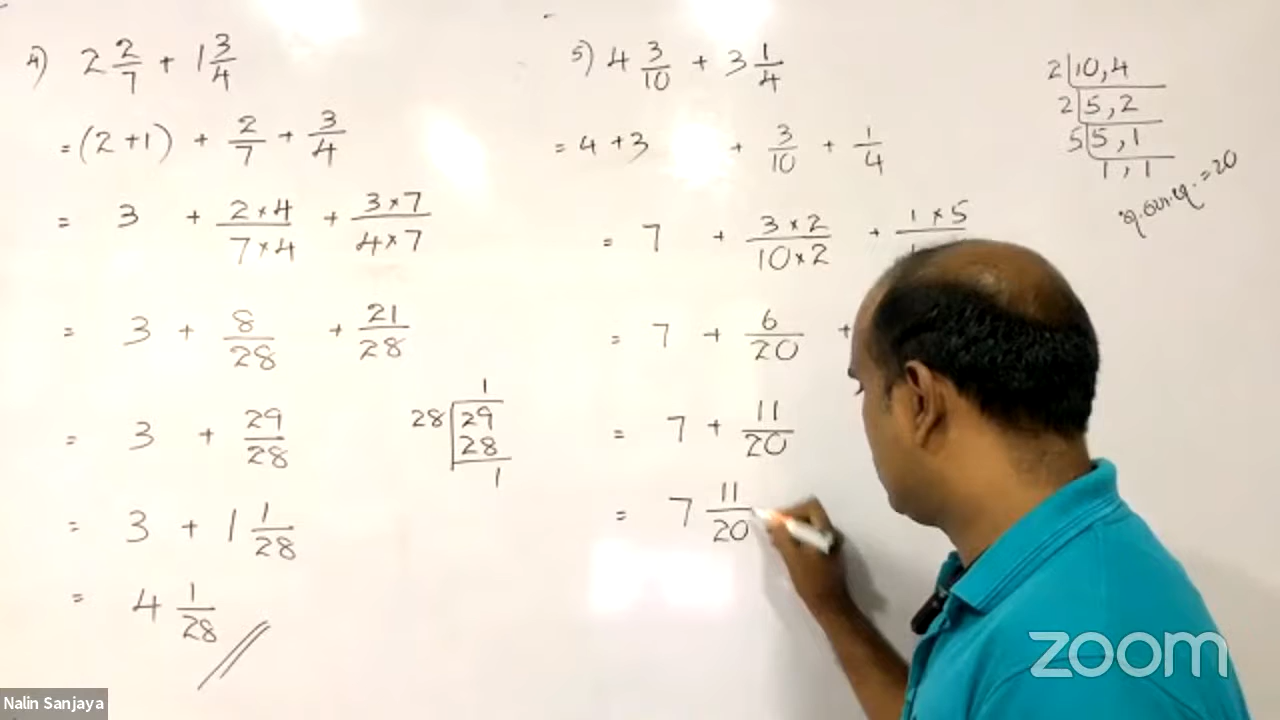 4) 2 2/7 + 1 3/4
= (2 + 1) + 2/7 + 3/4
= 3 + 2 × 4/7 × 4 + 3 × 7/4 × 7
= 3 + 8/28 + 21/28
= 3 + 29/28
1
28 29
28
1
= 3 + 1 1/28
= 4 1/28
5) 4 3/10 + 3 1/4
= 4 + 3 + 3/10 + 1/4
= 7 + 3 × 2/10 × 2 + 1 × 5/
= 7 + 6/20 +
= 7 + 11/20
= 7 11/20
2 10, 4
2 5, 2
5 5, 1
1, 1
= 20
zoom
Nalin Sanjaya